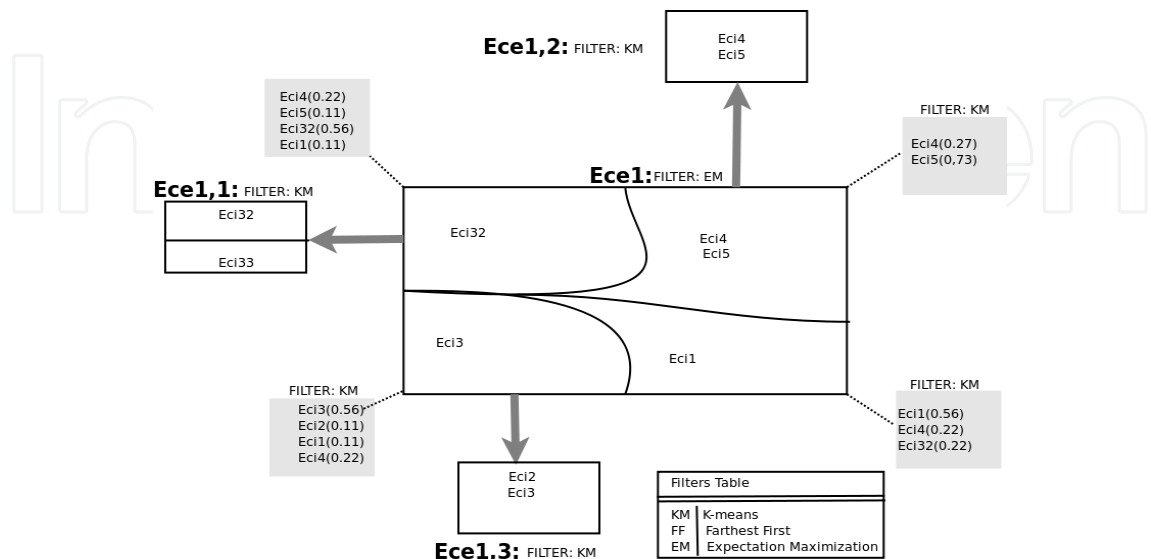 Ece1,2: FILTER: KM
Eci4
Eci5
Eci4(0.22)
Eci5(0.11)
Eci32(0.56)
Eci1(0.11)
FILTER: KM
Eci4(0.27)
Eci5(0,73)
Ece1,1: FILTER: KM
Eci32
Eci33
Ece1: FILTER: EM
Eci32
Eci4
Eci5
Eci3
Eci1
FILTER: KM
Eci3(0.56)
Eci2(0.11)
Eci1(0.11)
Eci4(0.22)
FILTER: KM
Eci1(0.56)
Eci4(0.22)
Eci32(0.22)
Eci2
Eci3
Ece1,3: FILTER: KM
Filters Table
KM K-means
FF Farthest First
EM Expectation Maximization